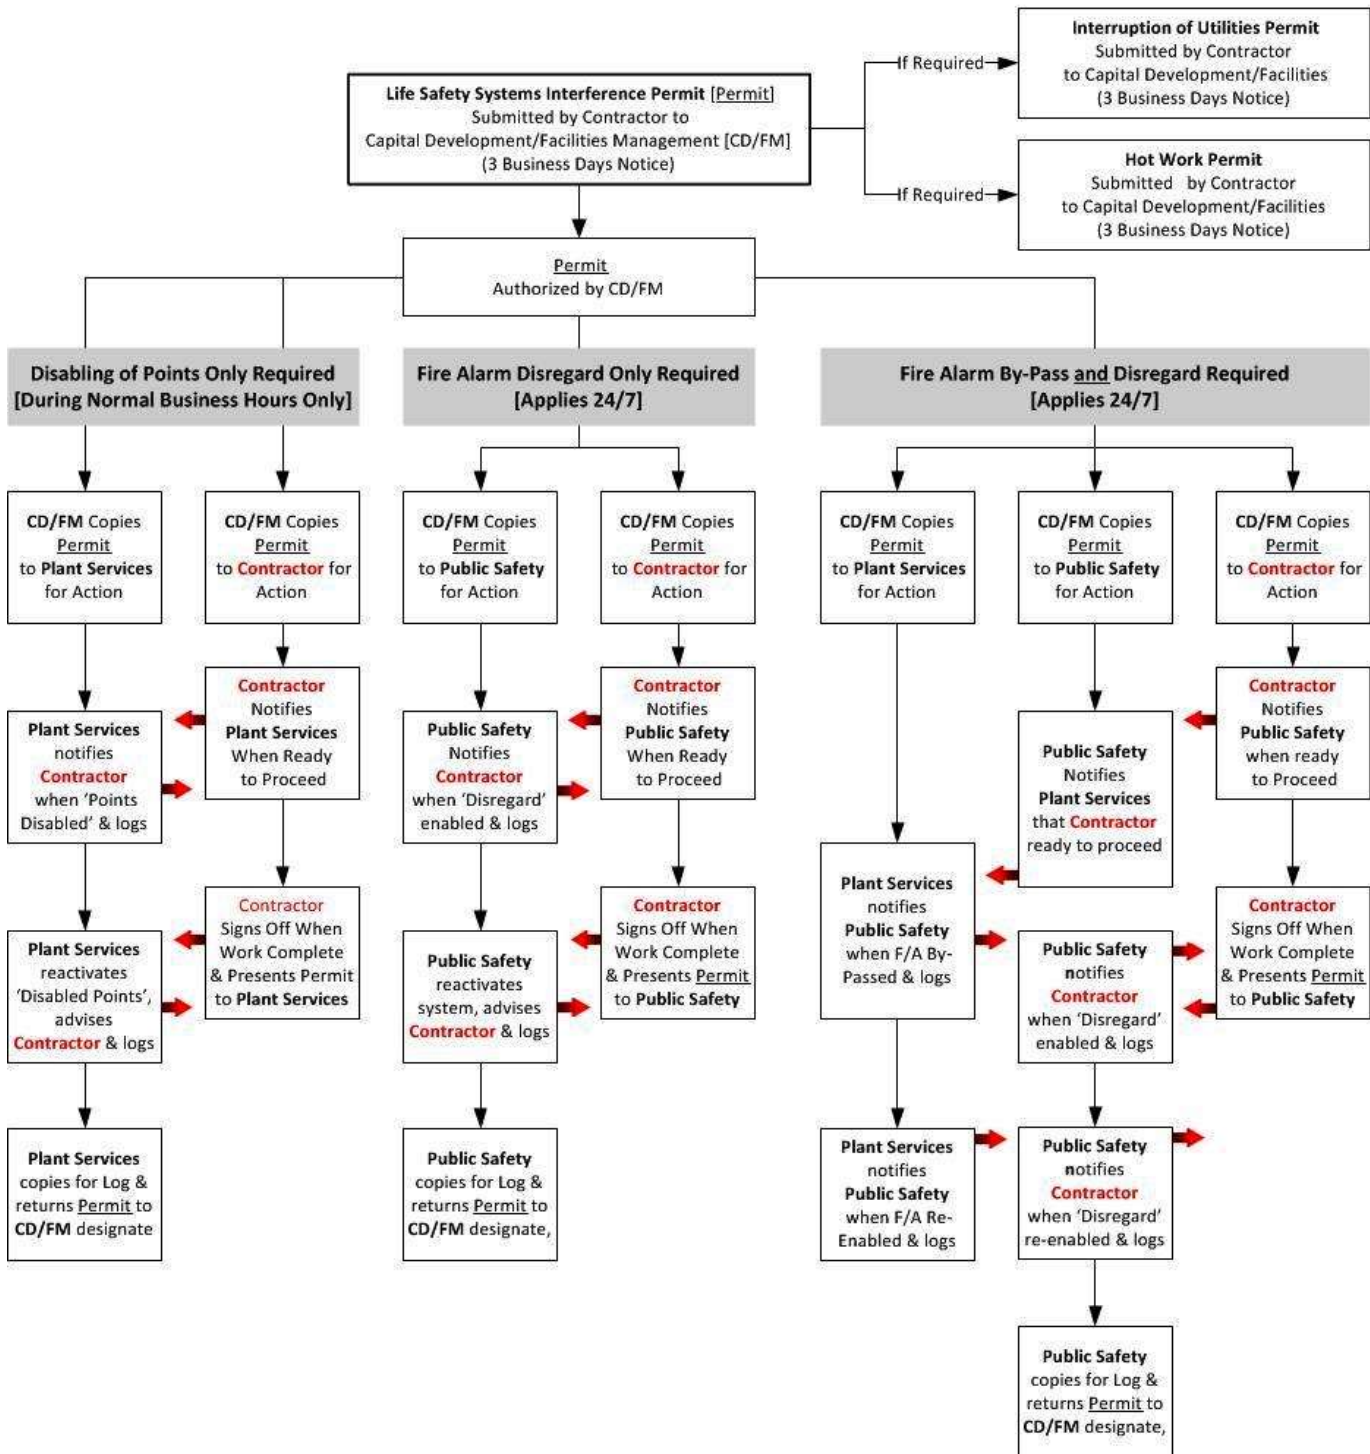 Interruption of Utilities Permit
Submitted by Contractor
to Capital Development/Facilities
(3 Business Days Notice)
If Required
Life Safety Systems Interference Permit [Permit]
Submitted by Contractor to
Capital Development/Facilities Management [CD/FM]
(3 Business Days Notice)
Hot Work Permit
Submitted by Contractor
to Capital Development/Facilities
(3 Business Days Notice)
If Required
Permit
Authorized by CD/FM
Disabling of Points Only Required
[During Normal Business Hours Only]
Fire Alarm Disregard Only Required
[Applies 24/7]
Fire Alarm By-Pass and Disregard Required
[Applies 24/7]
CD/FM Copies
Permit
to Plant Services
for Action
CD/FM Copies
Permit
to Contractor for
Action
CD/FM Copies
Permit
to Public Safety
for Action
CD/FM Copies
Permit
to Contractor for
Action
CD/FM Copies
Permit
to Plant Services
for Action
CD/FM Copies
Permit
to Public Safety
for Action
CD/FM Copies
Permit
to Contractor for
Action
Contractor
Notifies
Plant Services
When Ready
to Proceed
Plant Services
notifies
Contractor
when ‘Points
Disabled’ & logs
Contractor
Notifies
Public Safety
When Ready
to Proceed
Public Safety
Notifies
Contractor
when ‘Disregard’
enabled & logs
Contractor
Notifies
Public Safety
when ready
to Proceed
Public Safety
Notifies
Plant Services
that Contractor
ready to proceed
Plant Services
notifies
Public Safety
when F/A By-
Passed & logs
Contractor
Signs Off When
Work Complete
& Presents Permit
to Plant Services
Plant Services
reactivates
‘Disabled Points’,
advises
Contractor & logs
Contractor
Signs Off When
Work Complete
& Presents Permit
to Public Safety
Public Safety
reactivates
system, advises
Contractor & logs
Contractor
Signs Off When
Work Complete
& Presents Permit
to Public Safety
Public Safety
notifies
Contractor
when ‘Disregard’
enabled & logs
Plant Services
copies for Log &
returns Permit to
CD/FM designate
Public Safety
copies for Log &
returns Permit to
CD/FM designate,
Plant Services
notifies
Public Safety
when F/A Re-
Enabled & logs
Public Safety
notifies
Contractor
when ‘Disregard’
re-enabled & logs
Public Safety
copies for Log &
returns Permit to
CD/FM designate,